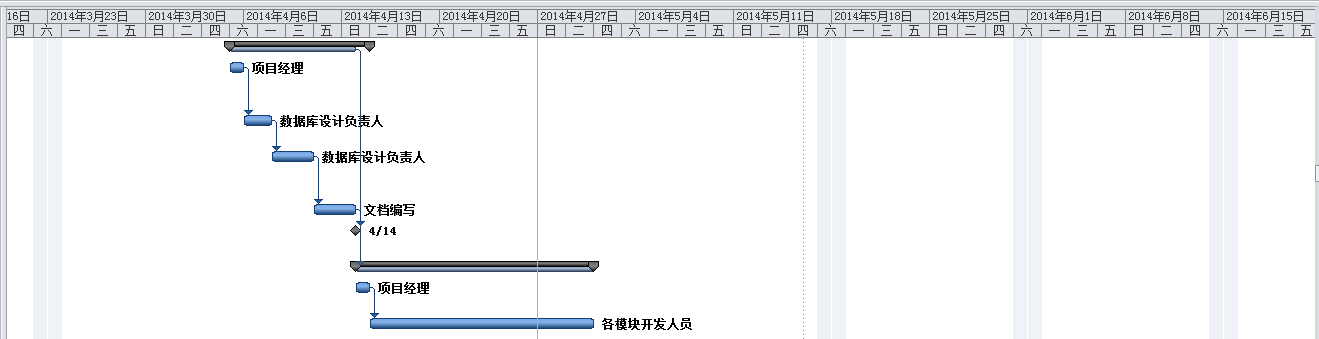 16日 2014年3月23日 2014年3月30日 2014年4月6日 2014年4月13日 2014年4月20日 2014年4月27日 2014年5月4日 2014年5月11日 2014年5月18日 2014年5月25日 2014年6月1日 2014年6月8日 2014年6月15日
四 六 一 三 五 日 二 四 六 一 三 五 日 二 四 六 一 三 五 日 二 四 六 一 三 五 日 二 四 六 一 三 五 日 二 四 六 一 三 五 日 二 四 六 一 三 五
项目经理
数据库设计负责人
数据库设计负责人
文档编写
4/14
项目经理
各模块开发人员